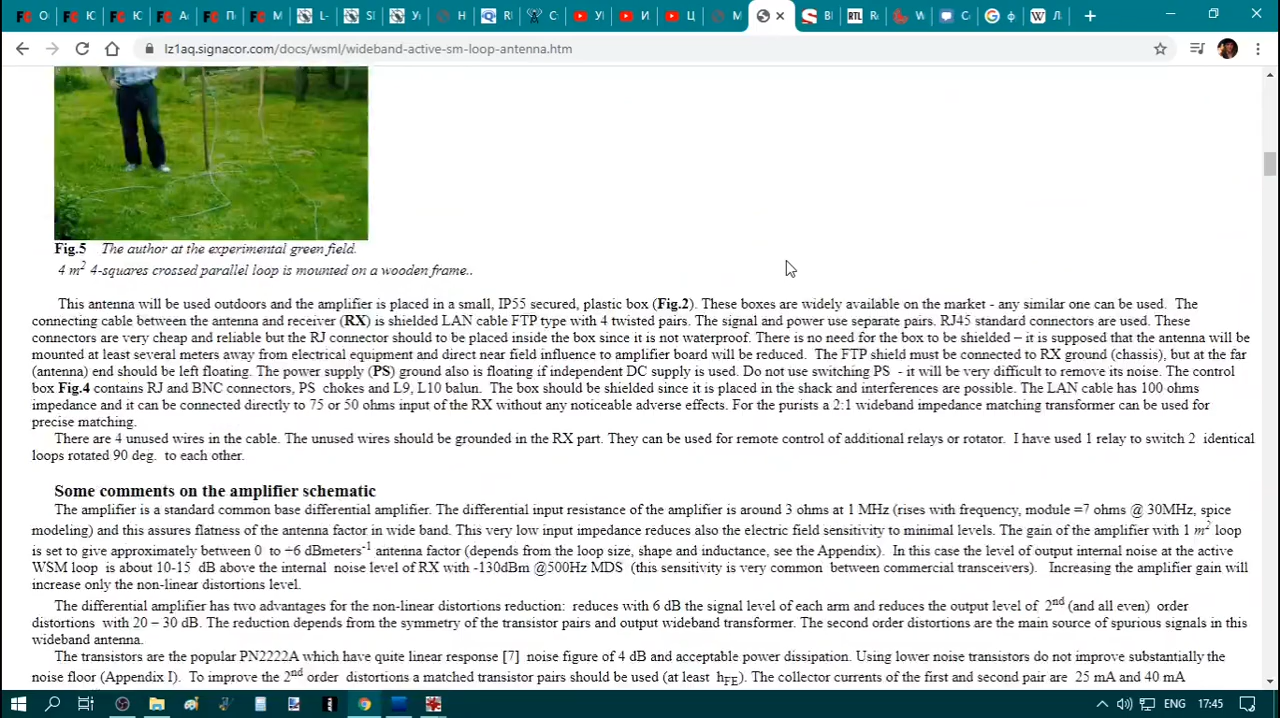 lz1aq.signacor.com/docs/wsml/wideband-active-sm-loop-antenna.htm
Fig.5 The author at the experimental green field.
4 m2 4-squares crossed parallel loop is mounted on a wooden frame..
This antenna will be used outdoors and the amplifier is placed in a small, IP55 secured, plastic box (Fig.2). These boxes are widely available on the market - any similar one can be used. The
connecting cable between the antenna and receiver (RX) is shielded LAN cable FTP type with 4 twisted pairs. The signal and power use separate pairs. RJ45 standard connectors are used. These
connectors are very cheap and reliable but the RJ connector should to be placed inside the box since it is not waterproof. There is no need for the box to be shielded – it is supposed that the antenna will be
mounted at least several meters away from electrical equipment and direct near field influence to amplifier board will be reduced. The FTP shield must be connected to RX ground (chassis), but at the far
(antenna) end should be left floating. The power supply (PS) ground also is floating if independent DC supply is used. Do not use switching PS - it will be very difficult to remove its noise. The control
box Fig.4 contains RJ and BNC connectors, PS chokes and L9, L10 balun. The box should be shielded since it is placed in the shack and interferences are possible. The LAN cable has 100 ohms
impedance and it can be connected directly to 75 or 50 ohms input of the RX without any noticeable adverse effects. For the purists a 2:1 wideband impedance matching transformer can be used for
precise matching.
There are 4 unused wires in the cable. The unused wires should be grounded in the RX part. They can be used for remote control of additional relays or rotator. I have used 1 relay to switch 2 identical
loops rotated 90 deg. to each other.
Some comments on the amplifier schematic
The amplifier is a standard common base differential amplifier. The differential input resistance of the amplifier is around 3 ohms at 1 MHz (rises with frequency, module =7 ohms @ 30MHz, spice
modeling) and this assures flatness of the antenna factor in wide band. This very low input impedance reduces also the electric field sensitivity to minimal levels. The gain of the amplifier with 1 m2 loop
is set to give approximately between 0 to +6 dBmeters-1 antenna factor (depends from the loop size, shape and inductance, see the Appendix). In this case the level of output internal noise at the active
WSM loop is about 10-15 dB above the internal noise level of RX with -130dBm @500Hz MDS (this sensitivity is very common between commercial transceivers). Increasing the amplifier gain will
increase only the non-linear distortions level.
The differential amplifier has two advantages for the non-linear distortions reduction: reduces with 6 dB the signal level of each arm and reduces the output level of 2nd (and all even) order
distortions with 20 – 30 dB. The reduction depends from the symmetry of the transistor pairs and output wideband transformer. The second order distortions are the main source of spurious signals in this
wideband antenna.
The transistors are the popular PN2222A which have quite linear response [7] noise figure of 4 dB and acceptable power dissipation. Using lower noise transistors do not improve substantially the
noise floor (Appendix I). To improve the 2nd order distortions a matched transistor pairs should be used (at least hFE). The collector currents of the first and second pair are 25 mA and 40 mA
ENG 17:45